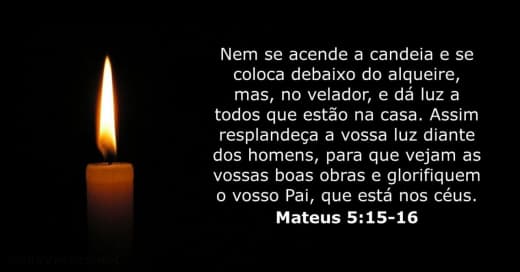 Nem se acende a candeia e se
coloca debaixo do alqueire,
mas, no velador, e dá luz a
todos que estão na casa. Assim
resplandeça a vossa luz diante
dos homens, para que vejam as
vossas boas obras e glorifiquem
o vosso Pai, que está nos céus.
Mateus 5:15-16